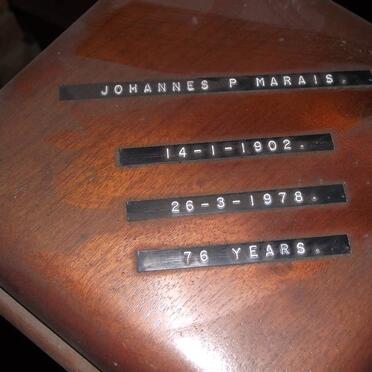 JOHANNES P MARAIS.
14-1-1902.
26-3-1978.
76 YEARS.